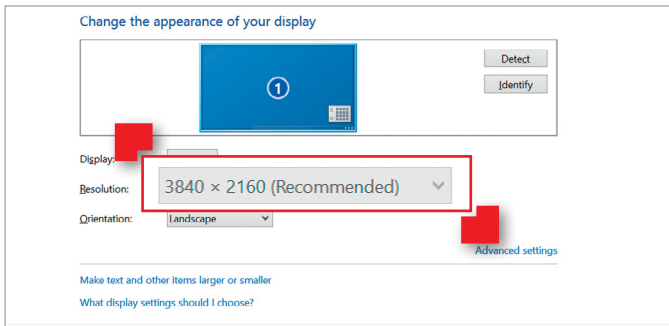 Change the appearance of your display
1
Detect
Identify
Display:
Resolution:
3840 × 2160 (Recommended)
Orientation:
Landscape
Advanced settings
Make text and other items larger or smaller
What display settings should I choose?